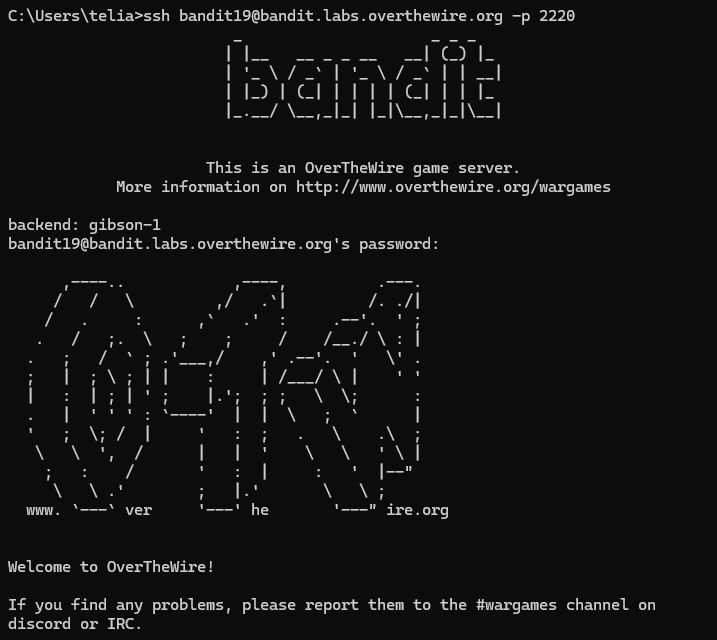 C:\Users\telia>ssh bandit19@bandit.labs.overthewire.org -p 2220
bandit
This is an OverTheWire game server.
More information on http://www.overthewire.org/wargames
backend: gibson-1
bandit19@bandit.labs.overthewire.org's password:
www. ver he ire.org
Welcome to OverTheWire!
If you find any problems, please report them to the #wargames channel on
discord or IRC.